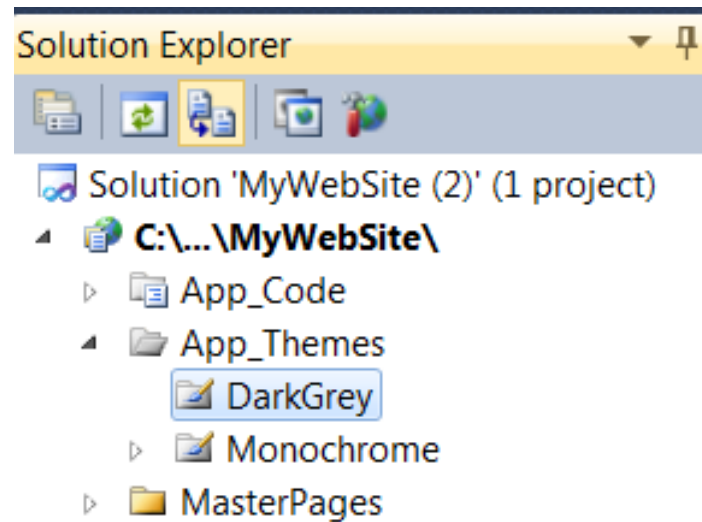 Solution Explorer
Solution 'MyWebSite (2)' (1 project)
C:\...\MyWebSite\
App_Code
App_Themes
DarkGrey
Monochrome
MasterPages